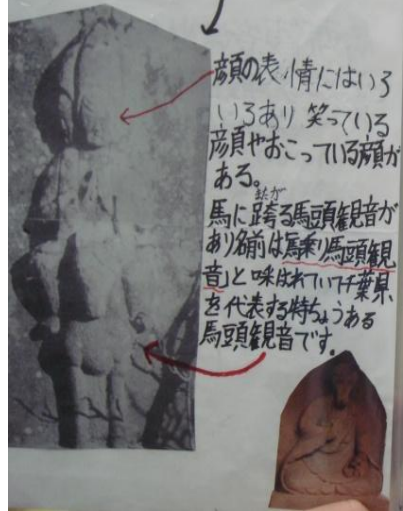 顔の表情にはいろ
いろあり 笑っている
顔やおこっている顔が
ある。
馬に跨る馬頭観音が
またが
あり名前は馬乗り馬頭観
音」と呼ばれていて千葉県
を代表する特ちょうある
馬頭観音です。